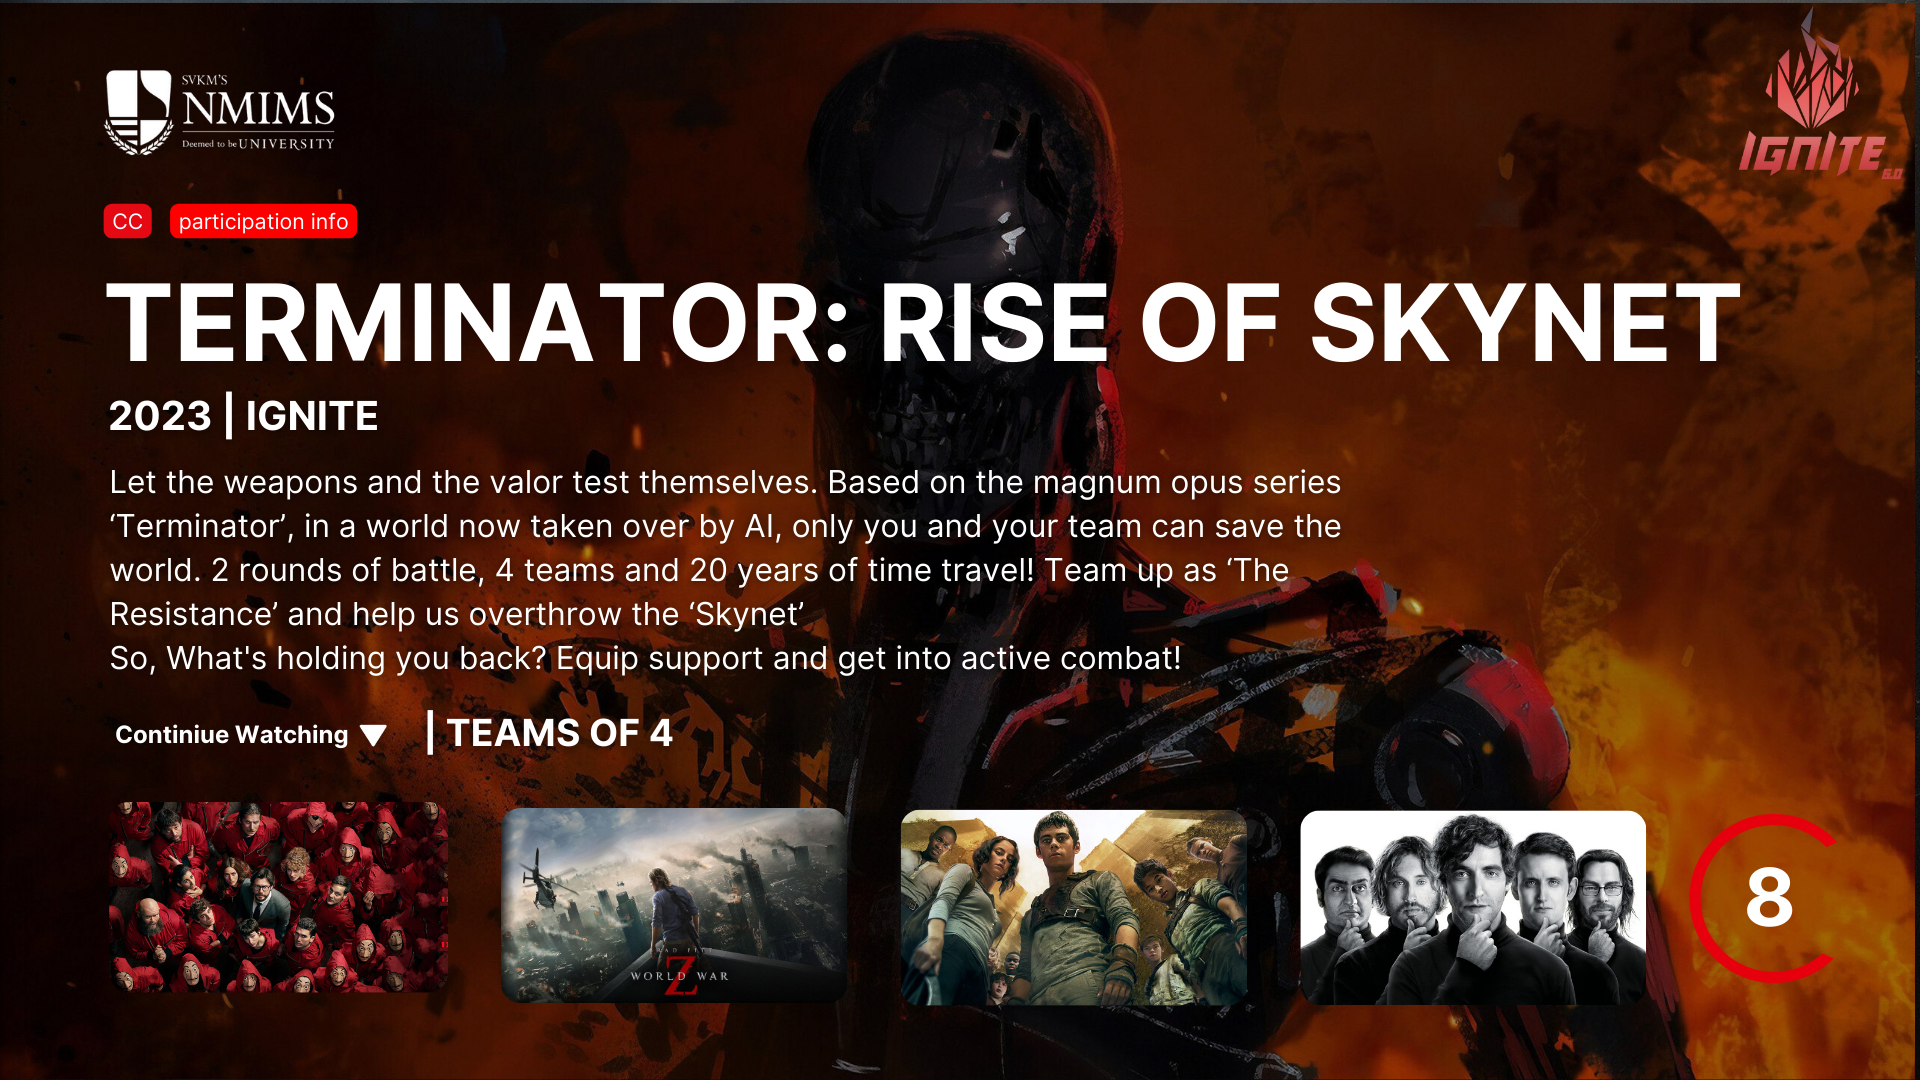 SVKM'S
NMIMS
Deemed to be UNIVERSITY
IGNITE
6.0
CC
participation info
TERMINATOR: RISE OF SKYNET
2023 | IGNITE
Let the weapons and the valor test themselves. Based on the magnum opus series
‘Terminator’, in a world now taken over by AI, only you and your team can save the
world. 2 rounds of battle, 4 teams and 20 years of time travel! Team up as ‘The
Resistance’ and help us overthrow the ‘Skynet’
So, What's holding you back? Equip support and get into active combat!
Continiue Watching
| TEAMS OF 4
WORLD WAR
Z
8